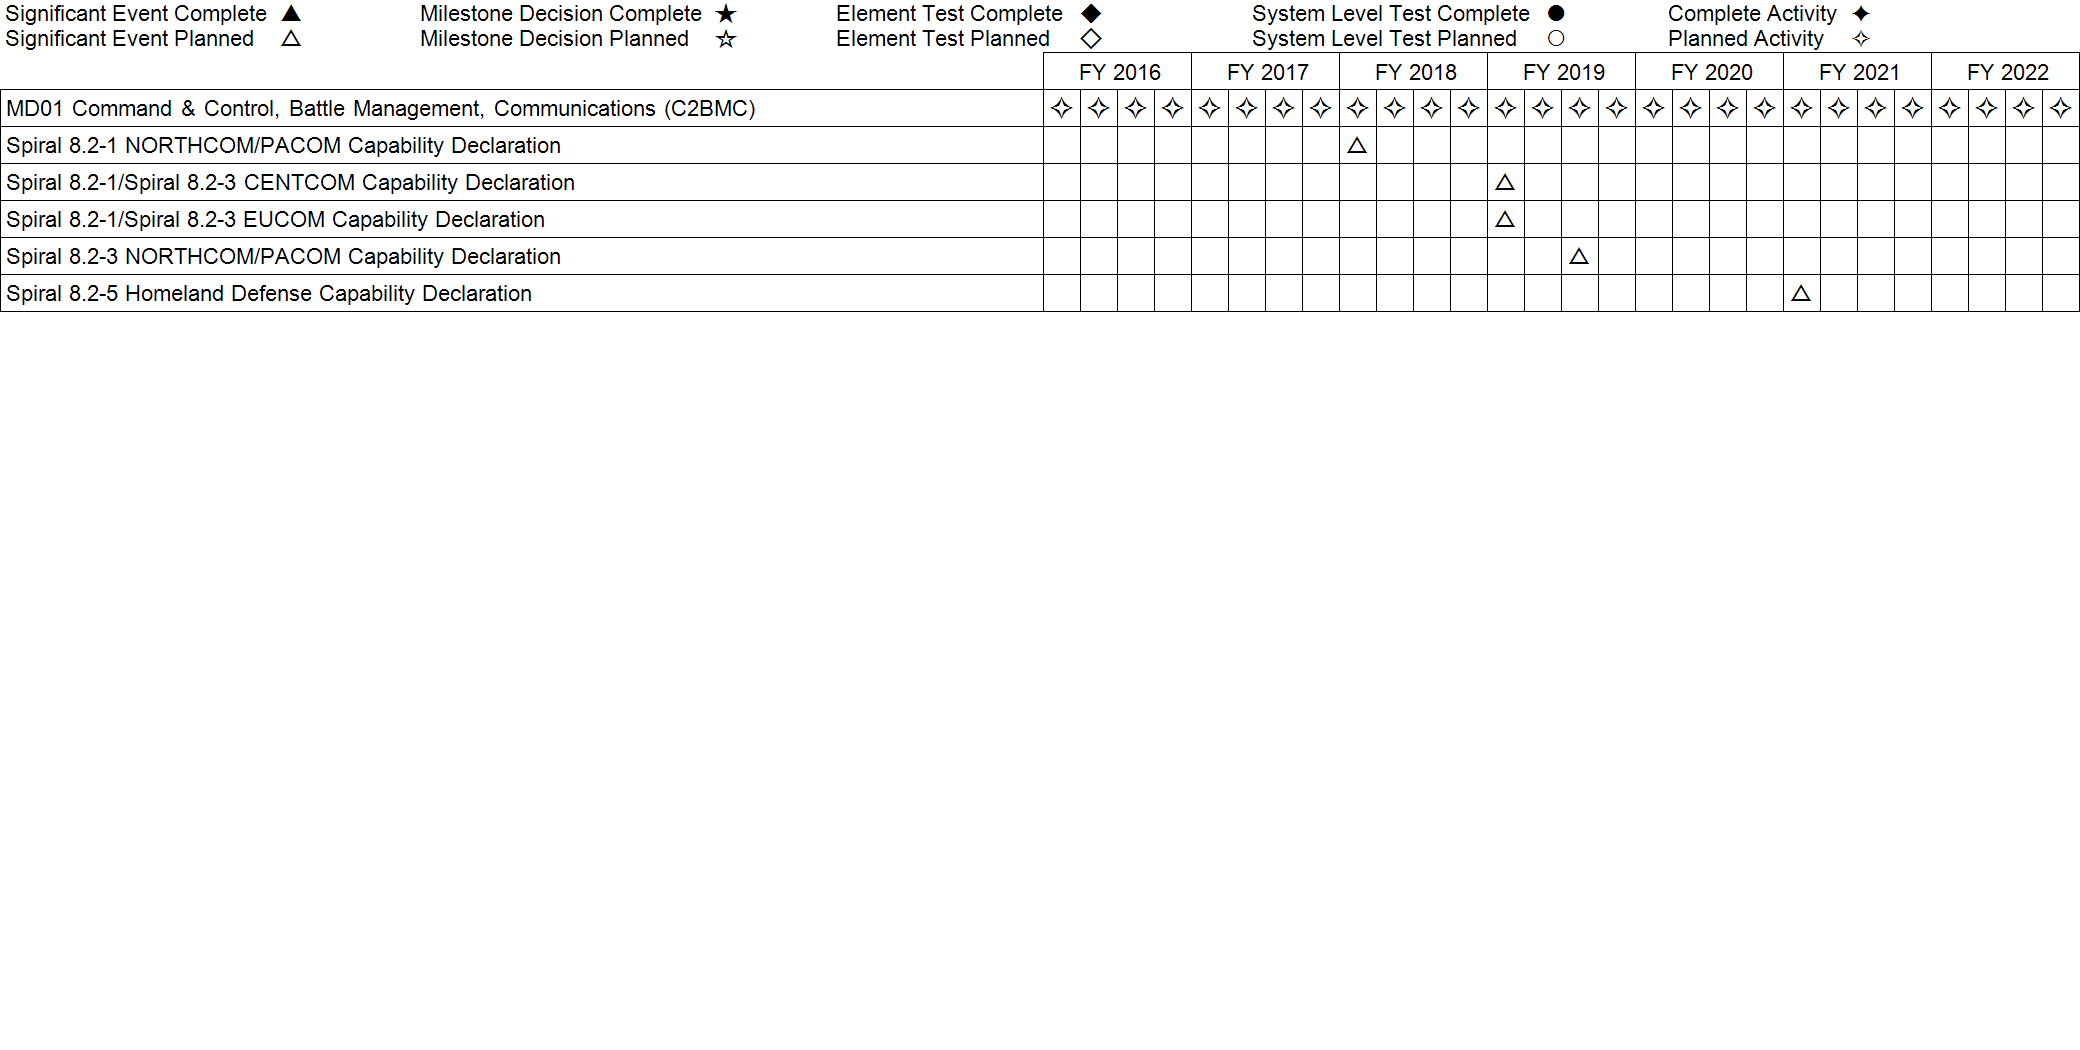 Significant Event Complete ▲ Milestone Decision Complete ★ Element Test Complete ◆ System Level Test Complete ● Complete Activity ✦
Significant Event Planned △ Milestone Decision Planned ☆ Element Test Planned ◇ System Level Test Planned ○ Planned Activity ✧
FY 2016 FY 2017 FY 2018 FY 2019 FY 2020 FY 2021 FY 2022
MD01 Command & Control, Battle Management, Communications (C2BMC) ✧ ✧ ✧ ✧ ✧ ✧ ✧ ✧ ✧ ✧ ✧ ✧ ✧ ✧ ✧ ✧ ✧ ✧ ✧ ✧ ✧ ✧ ✧ ✧ ✧ ✧ ✧ ✧
Spiral 8.2-1 NORTHCOM/PACOM Capability Declaration △
Spiral 8.2-1/Spiral 8.2-3 CENTCOM Capability Declaration △
Spiral 8.2-1/Spiral 8.2-3 EUCOM Capability Declaration △
Spiral 8.2-3 NORTHCOM/PACOM Capability Declaration △
Spiral 8.2-5 Homeland Defense Capability Declaration △